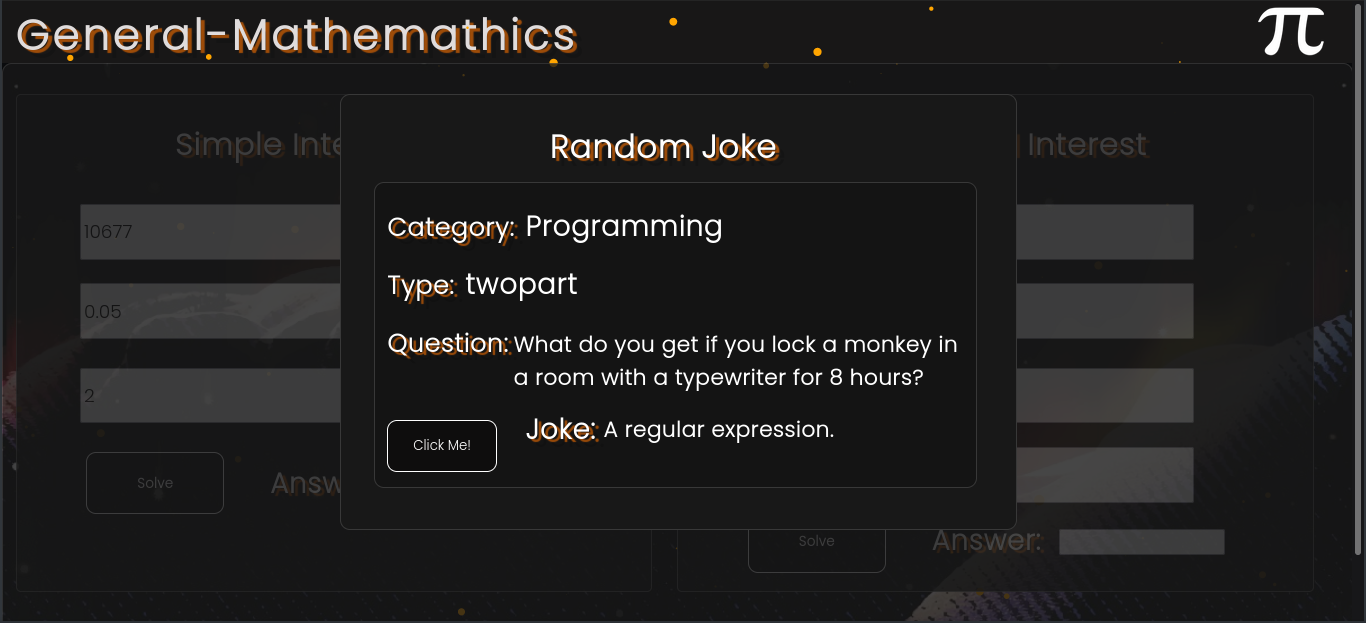 General-Mathemathics
π
Simple Inte
Interest
Random Joke
10677
0.05
2
Category: Programming
Type: twopart
Question: What do you get if you lock a monkey in
a room with a typewriter for 8 hours?
Click Me!
Joke: A regular expression.
Solve
Answ
Solve
Answer: